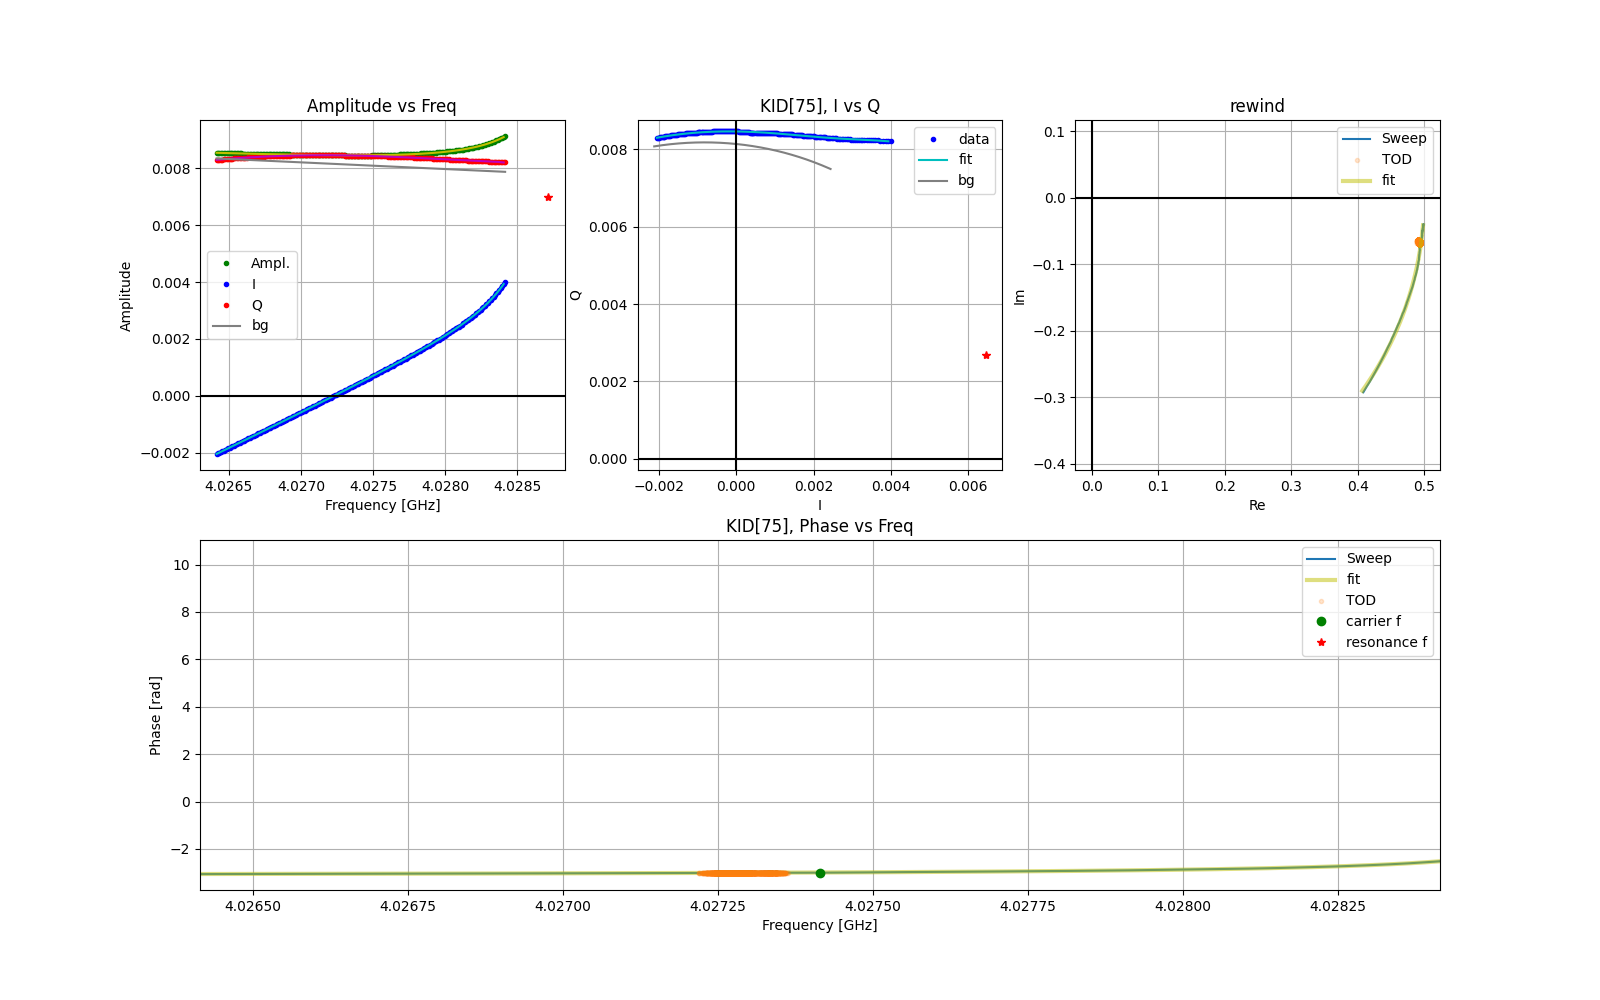 Amplitude vs Freq
Amplitude
0.008
0.006
0.004
0.002
0.000
−0.002
Ampl.
I
Q
bg
4.0265 4.0270 4.0275 4.0280 4.0285
Frequency [GHz]
KID[75], I vs Q
Q
0.008
0.006
0.004
0.002
0.000
data
fit
bg
−0.002 0.000 0.002 0.004 0.006
I
rewind
Im
0.1
0.0
−0.1
−0.2
−0.3
−0.4
Sweep
TOD
fit
0.0 0.1 0.2 0.3 0.4 0.5
Re
KID[75], Phase vs Freq
Phase [rad]
10
8
6
4
2
0
−2
Sweep
fit
TOD
carrier f
resonance f
4.02650 4.02675 4.02700 4.02725 4.02750 4.02775 4.02800 4.02825
Frequency [GHz]